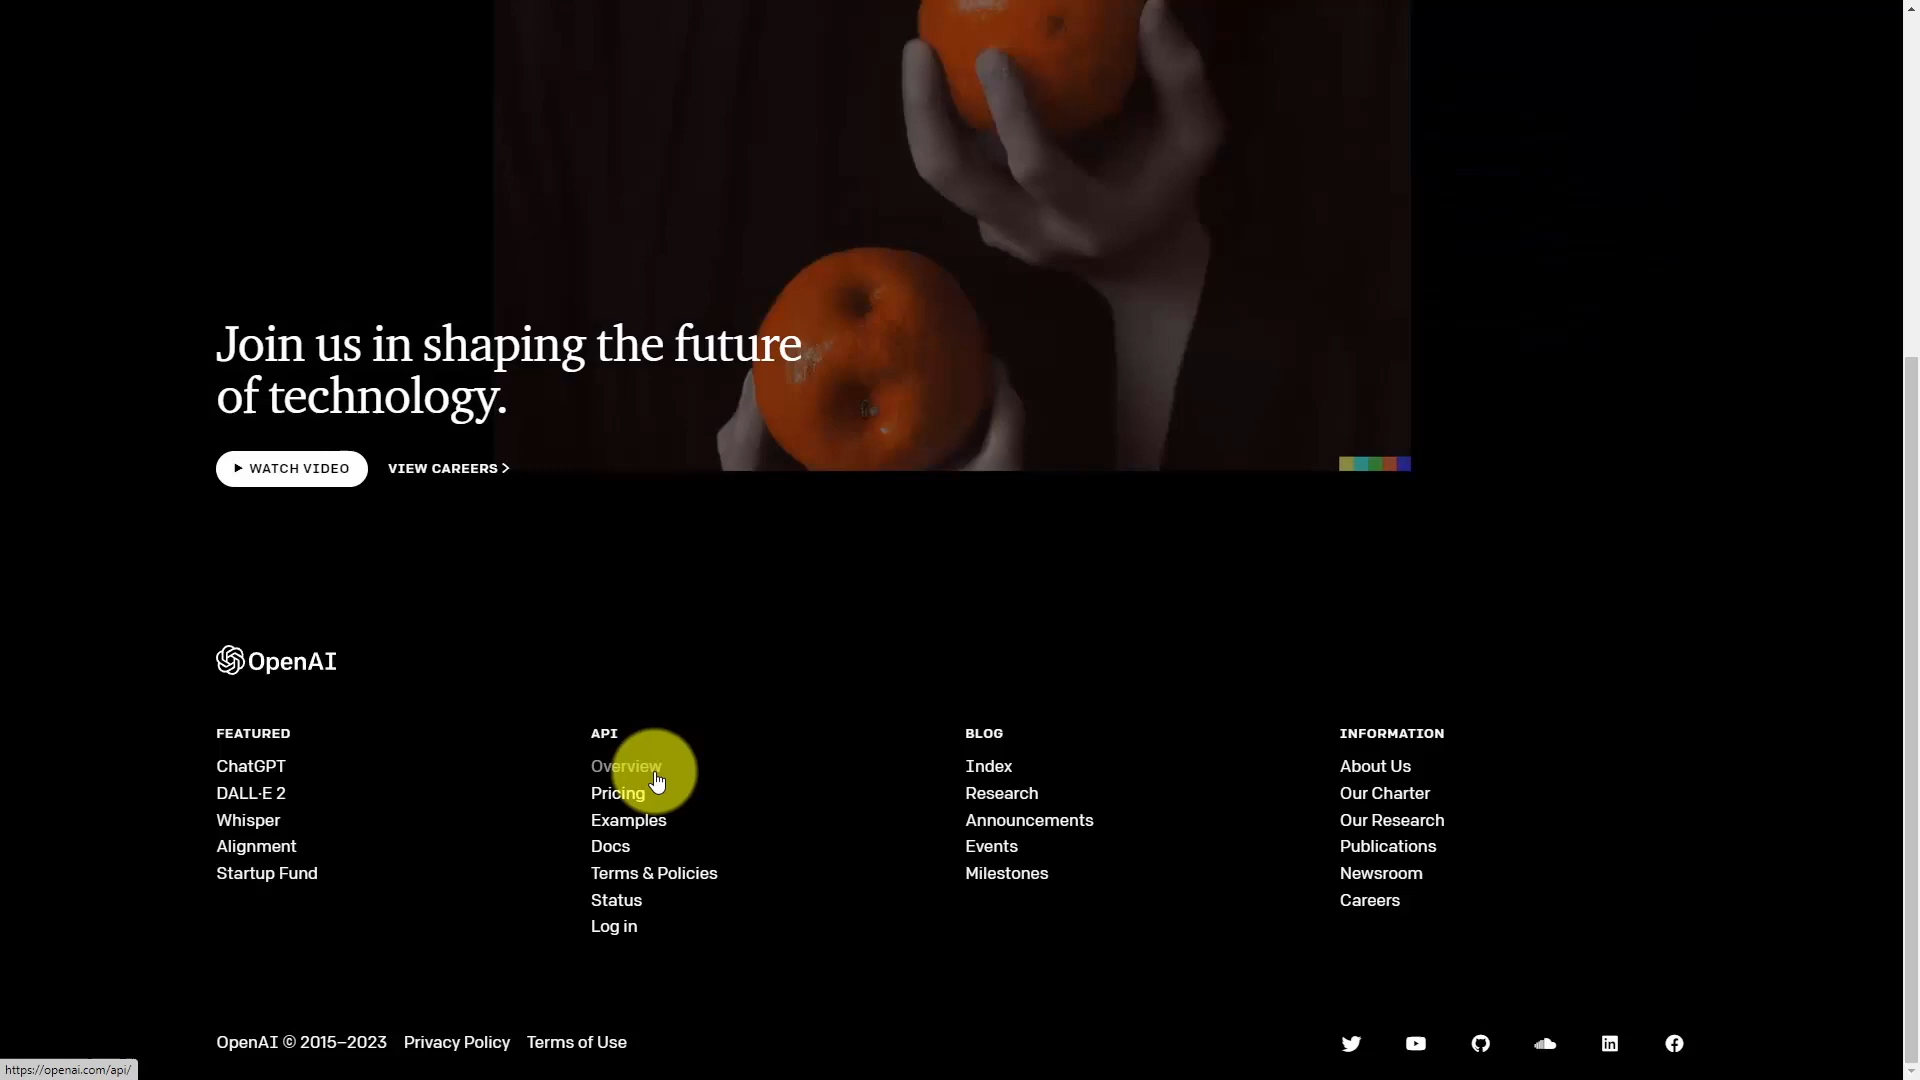 Join us in shaping the future
of technology.
WATCH VIDEO
VIEW CAREERS >
OpenAI
FEATURED
ChatGPT
DALL·E 2
Whisper
Alignment
Startup Fund
API
Overview
Pricing
Examples
Docs
Terms & Policies
Status
Log in
BLOG
Index
Research
Announcements
Events
Milestones
INFORMATION
About Us
Our Charter
Our Research
Publications
Newsroom
Careers
OpenAI © 2015–2023 Privacy Policy Terms of Use
https://openai.com/api/